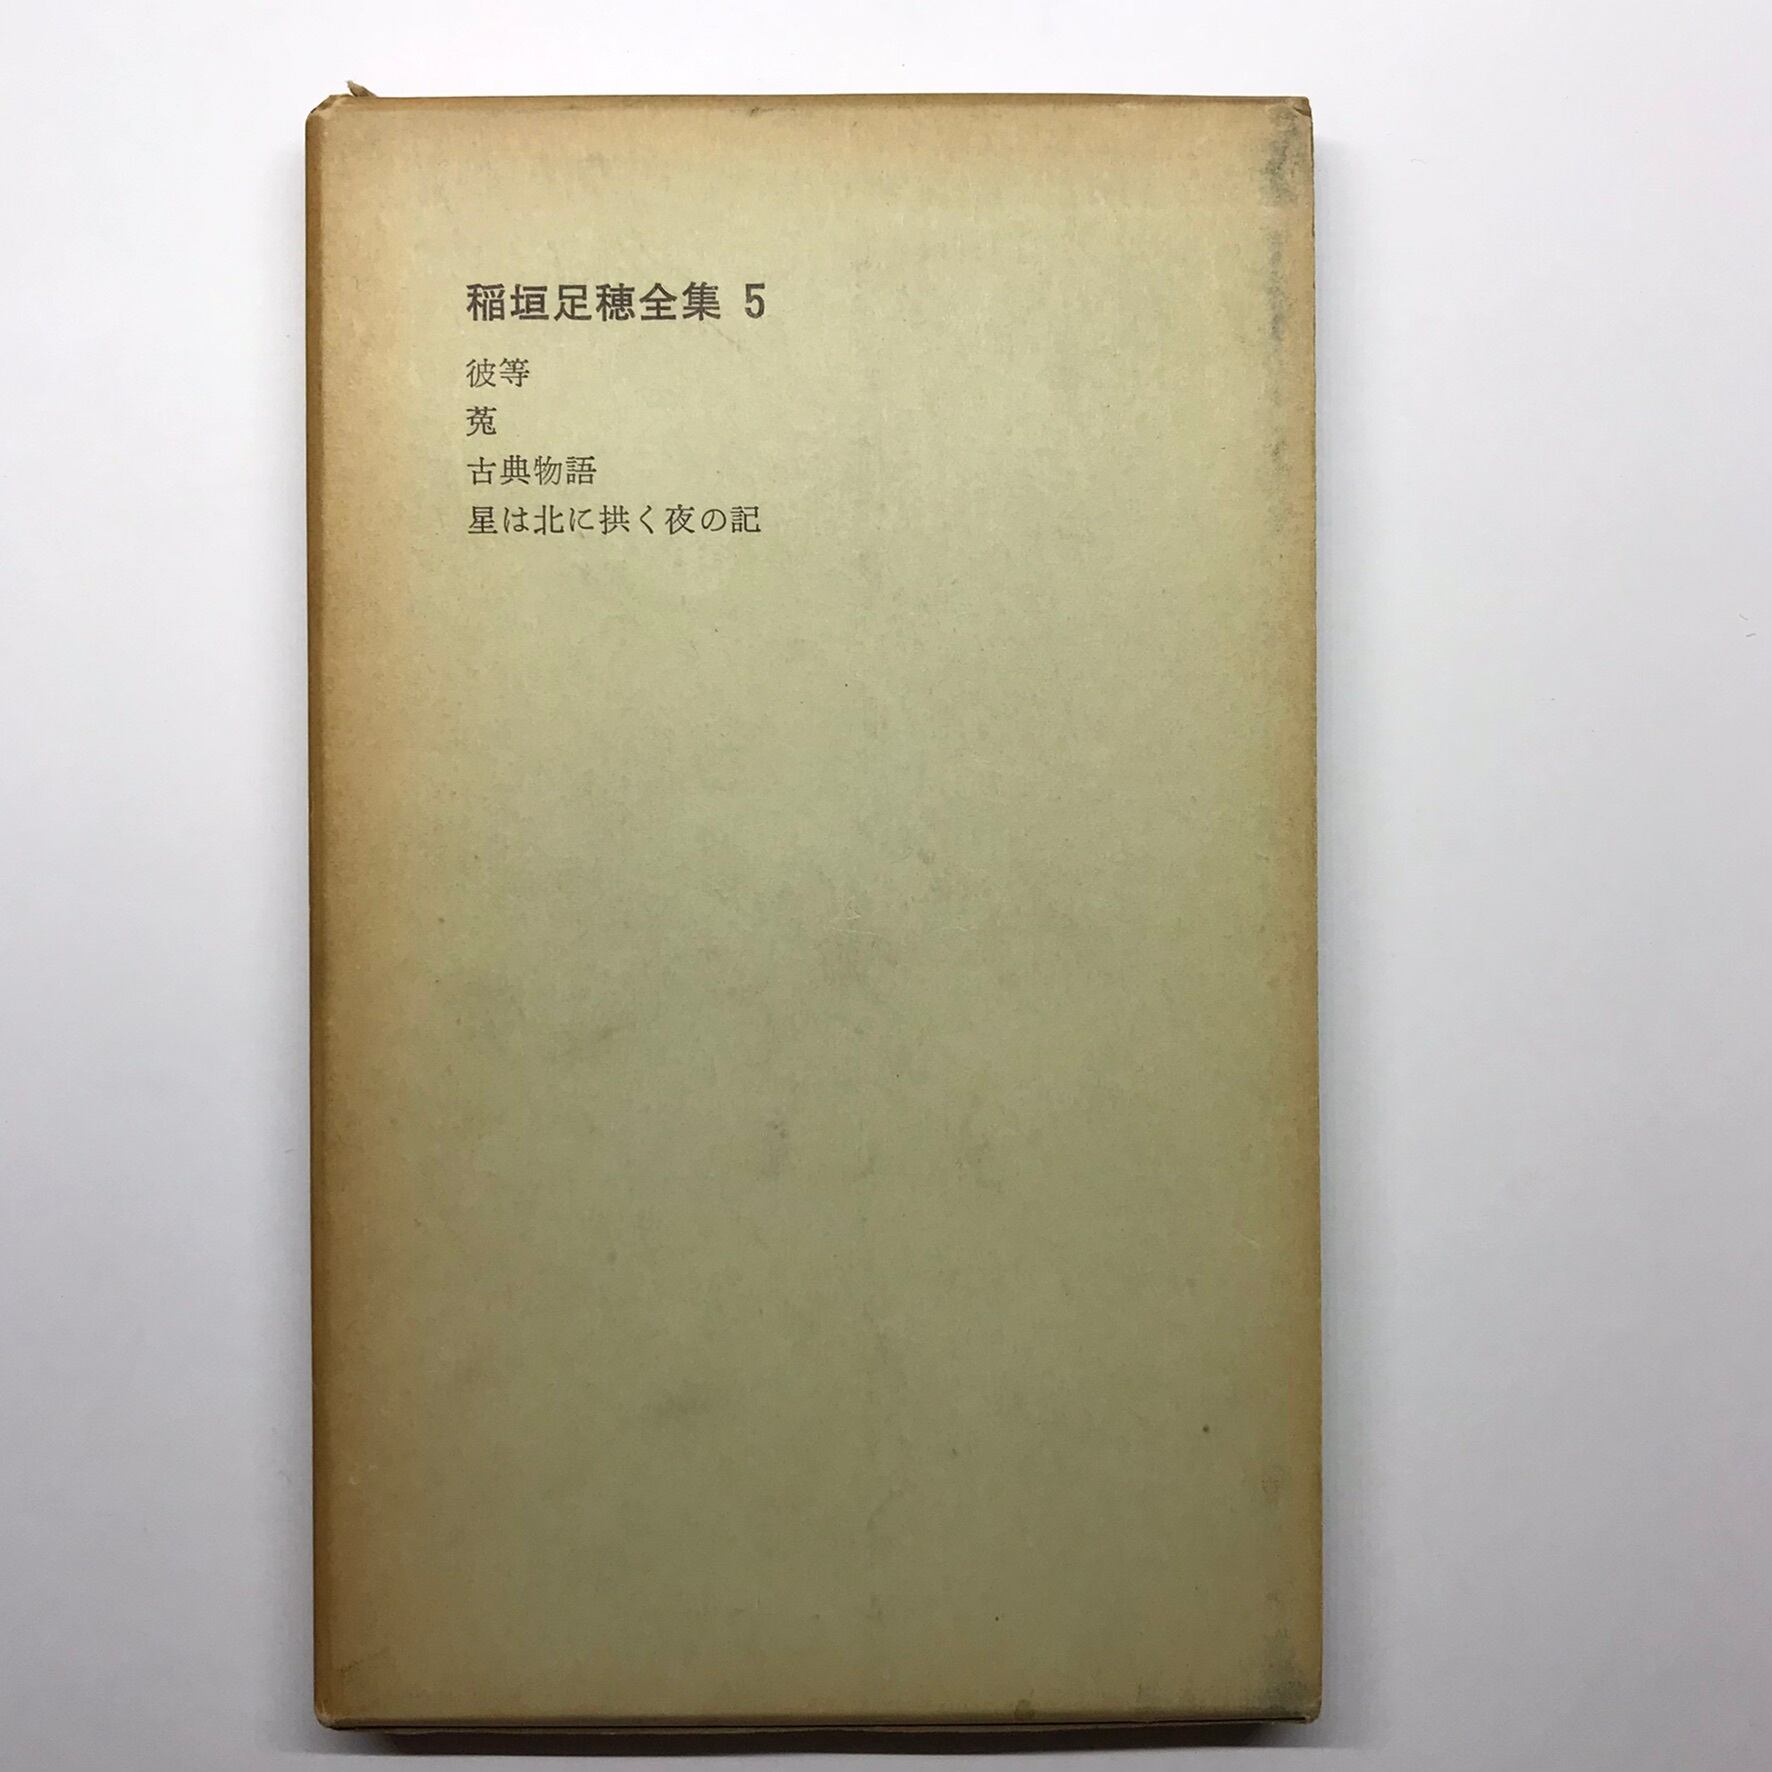 稲垣足穂全集 5
彼等
菟
古典物語
星は北に拱く夜の記